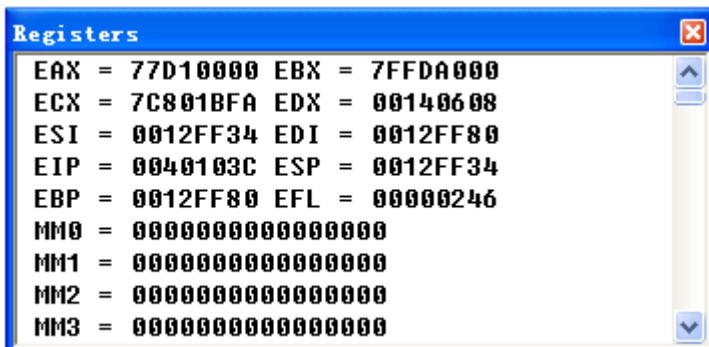 Registers
EAX = 77D10000 EBX = 7FFDA000
ECX = 7C801BFA EDX = 00140608
ESI = 0012FF34 EDI = 0012FF80
EIP = 0040103C ESP = 0012FF34
EBP = 0012FF80 EFL = 00000246
MM0 = 0000000000000000
MM1 = 0000000000000000
MM2 = 0000000000000000
MM3 = 0000000000000000